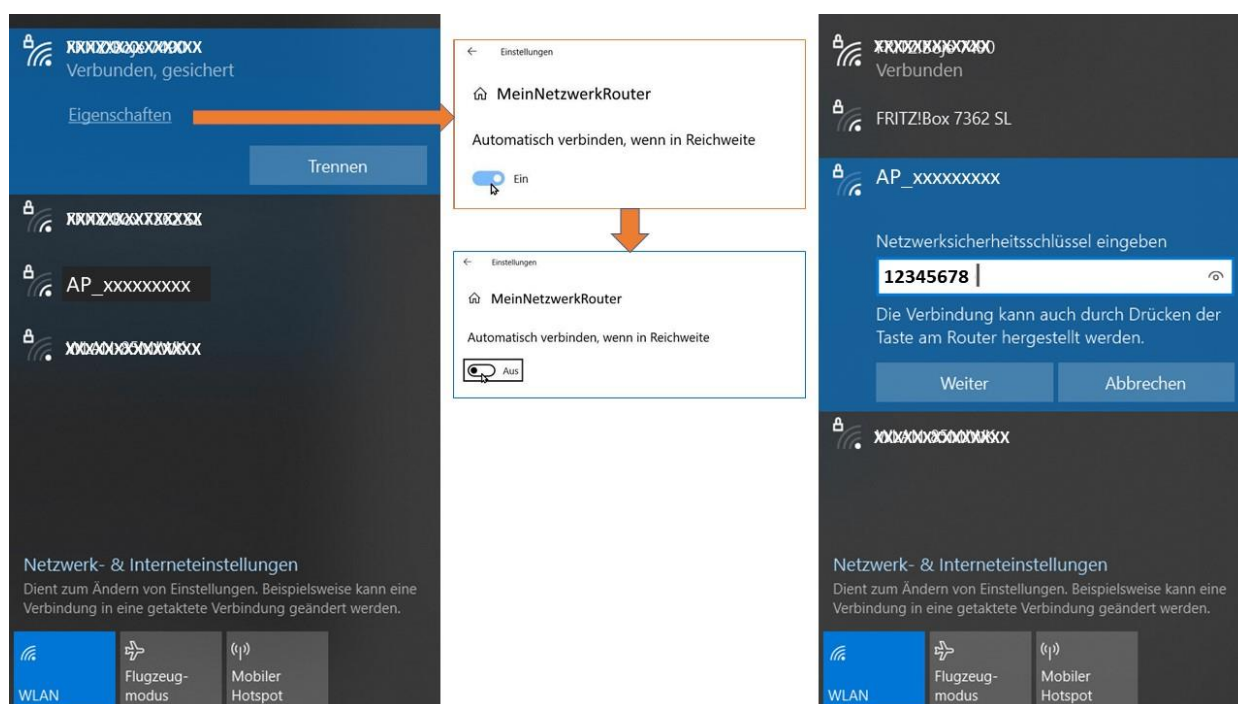 Verbunden, gesichert
Eigenschaften
Trennen
AP_xxxxxxxxx
Netzwerk- & Interneteinstellungen
Dient zum Ändern von Einstellungen. Beispielsweise kann eine
Verbindung in eine getaktete Verbindung geändert werden.
WLAN
Flugzeug-
modus
Mobiler
Hotspot
Einstellungen
MeinNetzwerkRouter
Automatisch verbinden, wenn in Reichweite
Ein
Einstellungen
MeinNetzwerkRouter
Automatisch verbinden, wenn in Reichweite
Aus
Verbunden
FRITZ!Box 7362 SL
AP_xxxxxxxxx
Netzwerksicherheitsschlüssel eingeben
12345678
Die Verbindung kann auch durch Drücken der
Taste am Router hergestellt werden.
Weiter
Abbrechen
Netzwerk- & Interneteinstellungen
Dient zum Ändern von Einstellungen. Beispielsweise kann eine
Verbindung in eine getaktete Verbindung geändert werden.
WLAN
Flugzeug-
modus
Mobiler
Hotspot